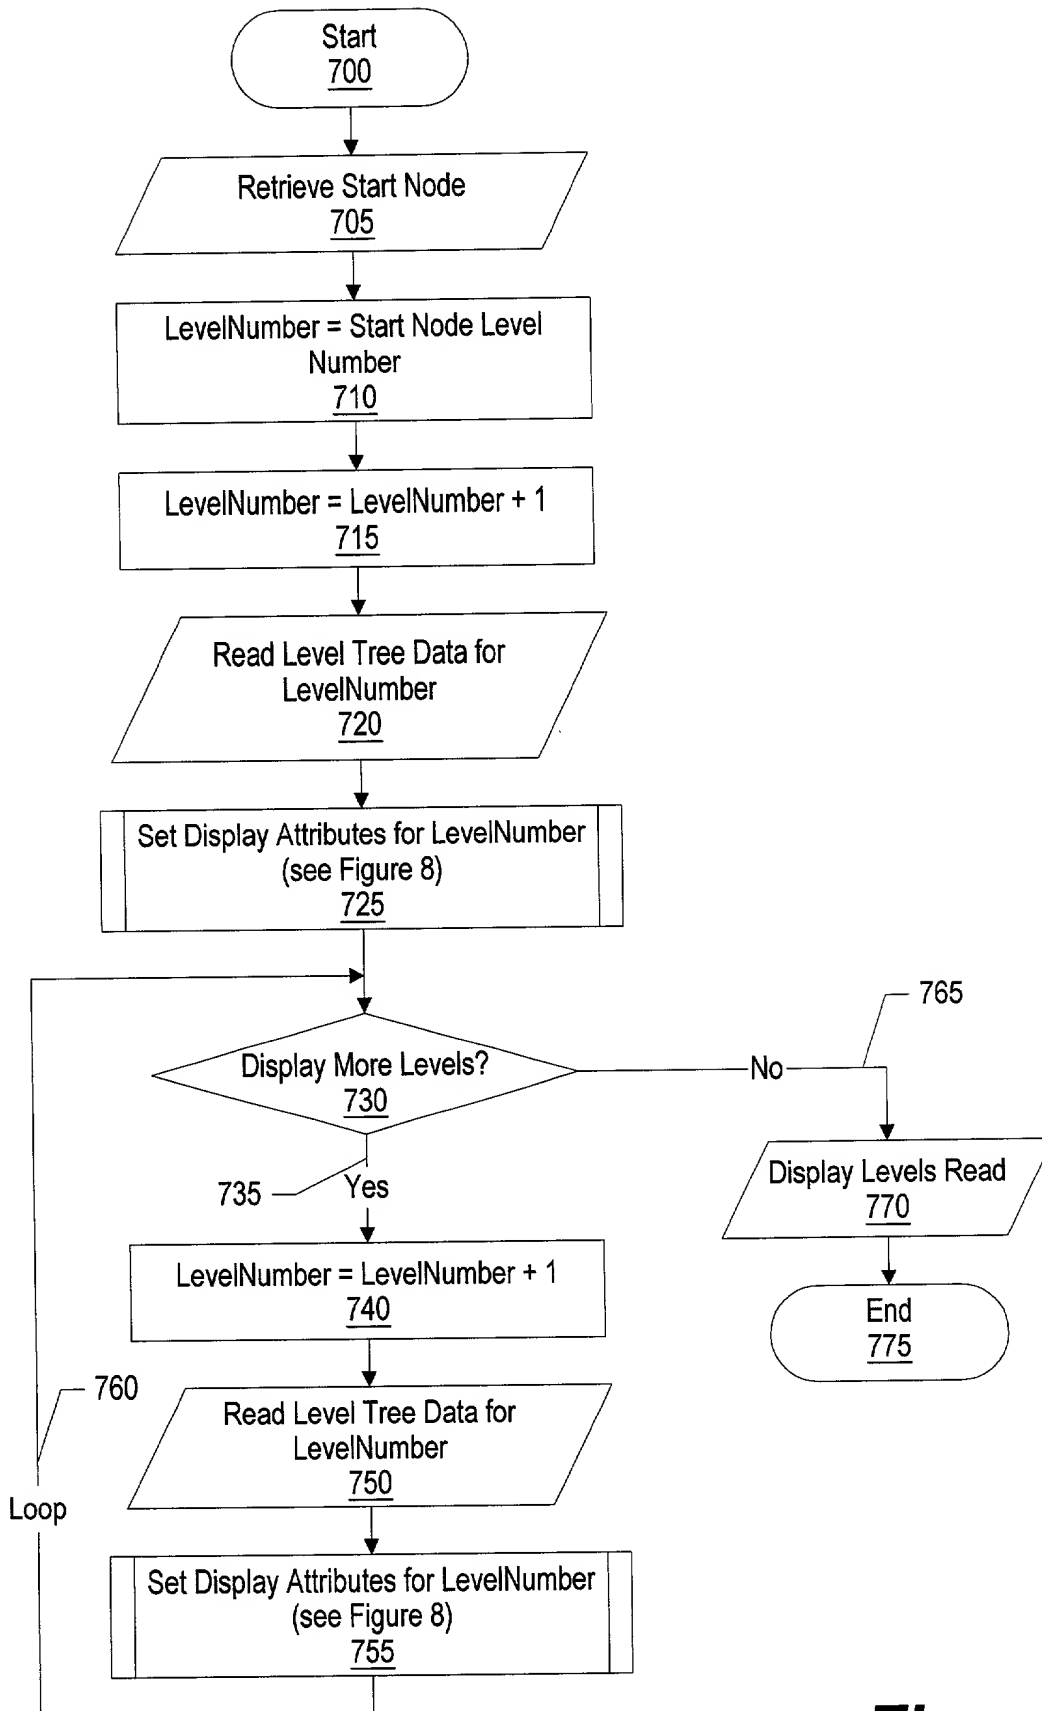 Start
700
Retrieve Start Node
705
LevelNumber = Start Node Level
Number
710
LevelNumber = LevelNumber + 1
715
Read Level Tree Data for
LevelNumber
720
Set Display Attributes for LevelNumber
(see Figure 8)
725
765
Display More Levels?
730
No
735
Yes
Display Levels Read
770
LevelNumber = LevelNumber + 1
740
End
775
760
Read Level Tree Data for
LevelNumber
750
Loop
Set Display Attributes for LevelNumber
(see Figure 8)
755